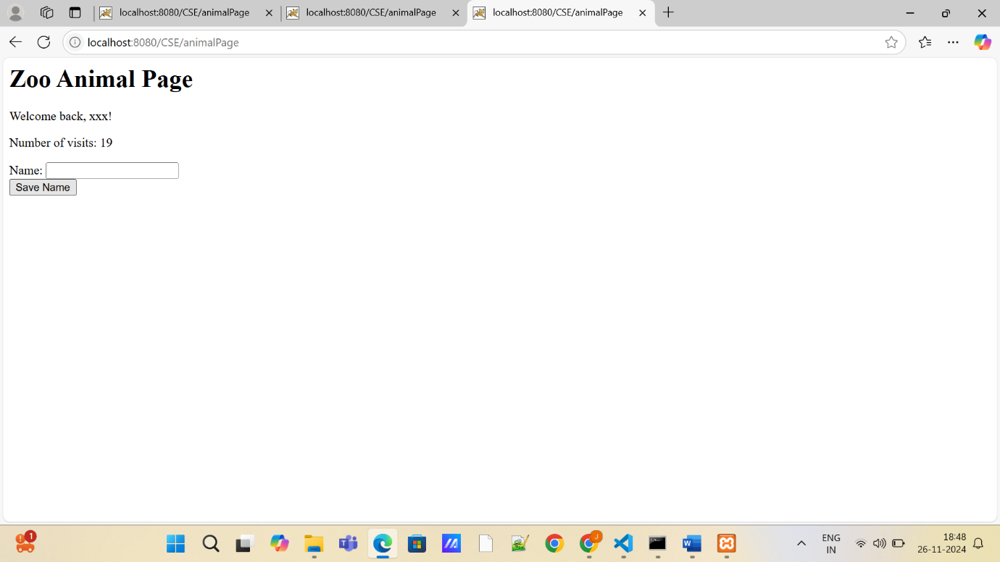 localhost:8080/CSE/animalPage
localhost:8080/CSE/animalPage
localhost:8080/CSE/animalPage
localhost:8080/CSE/animalPage
Zoo Animal Page
Welcome back, xxx!
Number of visits: 19
Name:
Save Name
1
J
ENG
IN
18:48
26-11-2024